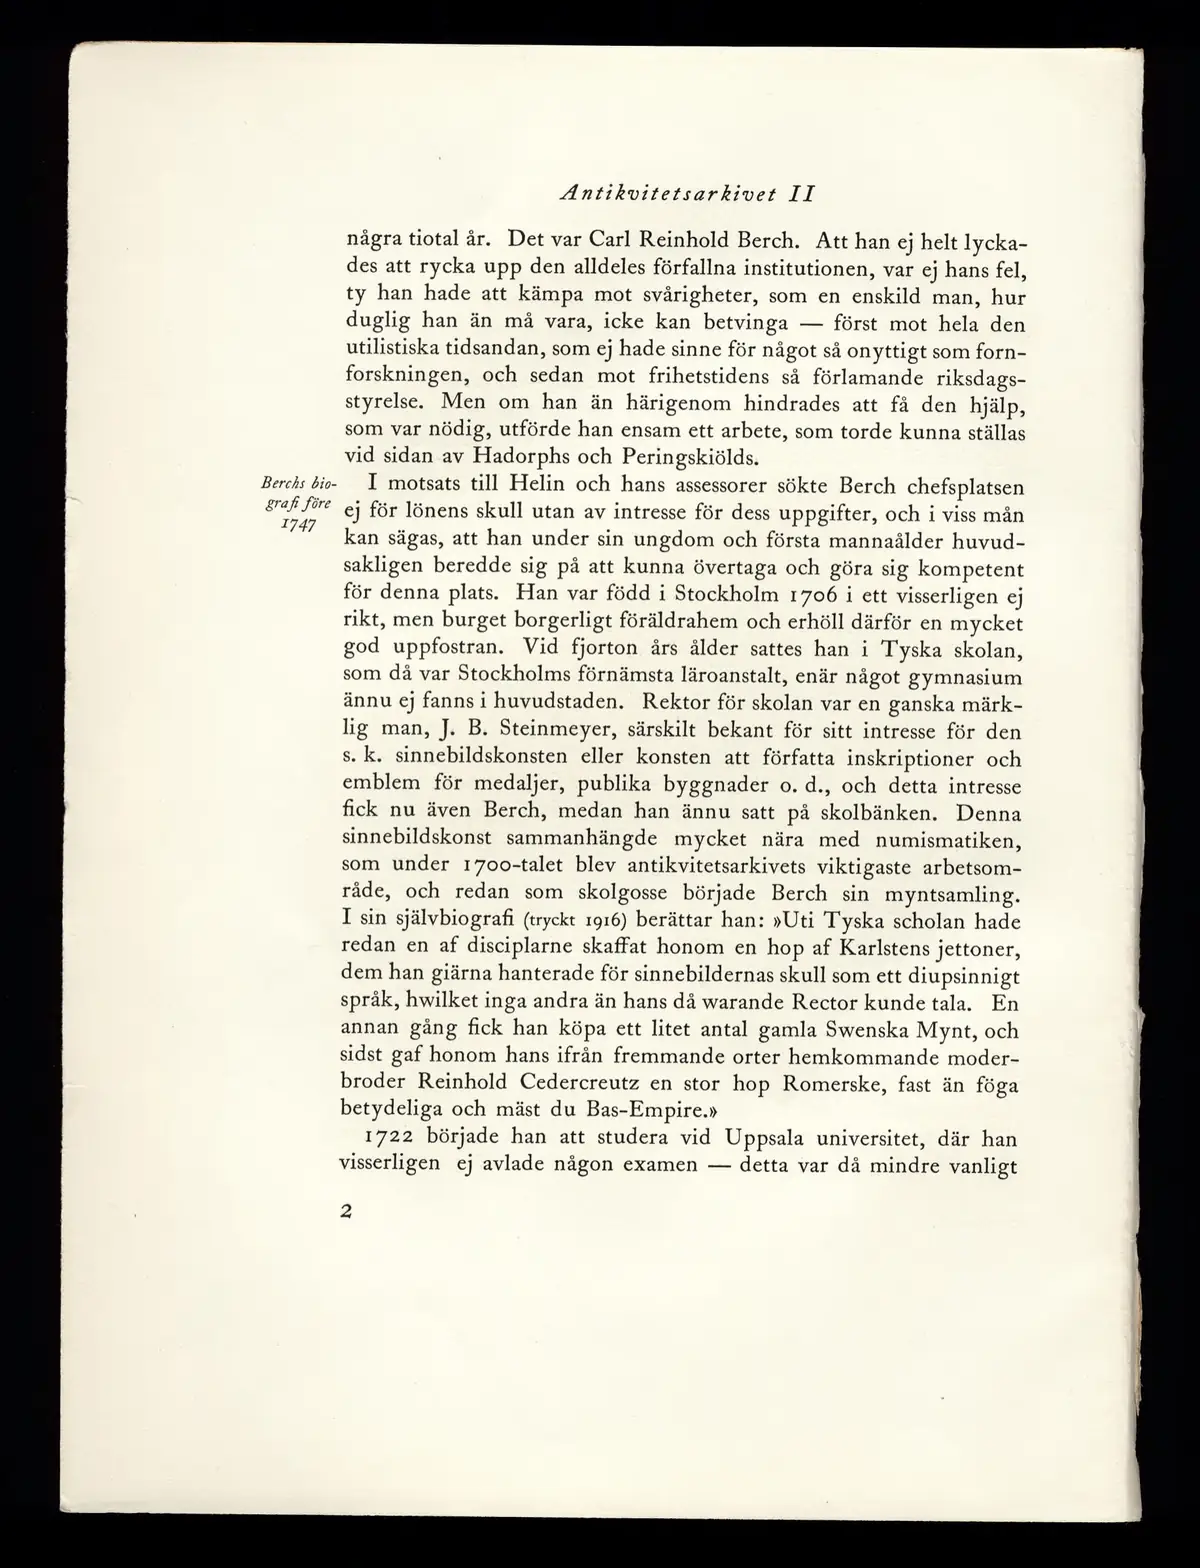 Antikvitetsarkivet II
några tiotal år. Det var Carl Reinhold Berch. Att han ej helt lycka-
des att rycka upp den alldeles förfallna institutionen, var ej hans fel,
ty han hade att kämpa mot svårigheter, som en enskild man, hur
duglig han än må vara, icke kan betvinga — först mot hela den
utilistiska tidsandan, som ej hade sinne för något så onyttigt som forn-
forskningen, och sedan mot frihetstidens så förlamande riksdags-
styrelse. Men om han än härigenom hindrades att få den hjälp,
som var nödig, utförde han ensam ett arbete, som torde kunna ställas
vid sidan av Hadorphs och Peringskiölds.
Berchs bio-
grafi före
1747
I motsats till Helin och hans assessorer sökte Berch chefsplatsen
ej för lönens skull utan av intresse för dess uppgifter, och i viss mån
kan sägas, att han under sin ungdom och första mannaålder huvud-
sakligen beredde sig på att kunna övertaga och göra sig kompetent
för denna plats. Han var född i Stockholm 1706 i ett visserligen ej
rikt, men burget borgerligt föräldrahem och erhöll därför en mycket
god uppfostran. Vid fjorton års ålder sattes han i Tyska skolan,
som då var Stockholms förnämsta läroanstalt, enär något gymnasium
ännu ej fanns i huvudstaden. Rektor för skolan var en ganska märk-
lig man, J. B. Steinmeyer, särskilt bekant för sitt intresse för den
s. k. sinnebildskonsten eller konsten att författa inskriptioner och
emblem för medaljer, publika byggnader o. d., och detta intresse
fick nu även Berch, medan han ännu satt på skolbänken. Denna
sinnebildskonst sammanhängde mycket nära med numismatiken,
som under 1700-talet blev antikvitetsarkivets viktigaste arbetsom-
råde, och redan som skolgosse började Berch sin myntsamling.
I sin självbiografi (tryckt 1916) berättar han: »Uti Tyska scholan hade
redan en af disciplarne skaffat honom en hop af Karlstens jettoner,
dem han giärna hanterade för sinnebildernas skull som ett diupsinnigt
språk, hwilket inga andra än hans då warande Rector kunde tala. En
annan gång fick han köpa ett litet antal gamla Swenska Mynt, och
sidst gaf honom hans ifrån fremmande orter hemkommande moder-
broder Reinhold Cedercreutz en stor hop Romerske, fast än föga
betydeliga och mäst du Bas-Empire.»
1722 började han att studera vid Uppsala universitet, där han
visserligen ej avlade någon examen — detta var då mindre vanligt
2